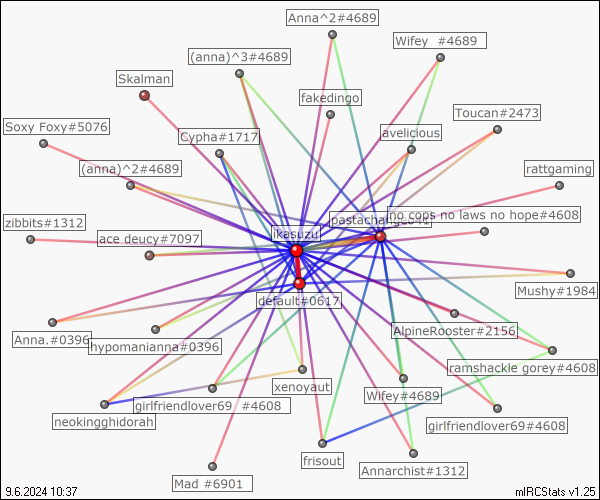 Anna^2#4689
Wifey #4689
(anna)^3#4689
Skalman
fakedingo
Toucan#2473
Soxy Foxy#5076
Cypha#1717
avelicious
(anna)^2#4689
rattgaming
no cops no laws no hope#4608
zibbits#1312
ikasuzu
ace deucy#7097
Mushy#1984
default#0617
Anna.#0396
AlpineRooster#2156
hypomanianna#0396
ramshackle gorey#4608
xenoyaut
Wifey#4689
girlfriendlover69 #4608
neokingghidorah
girlfriendlover69#4608
frisout
Annarchist#1312
Mad #6901
9.6.2024 10:37
mIRCStats v1.25